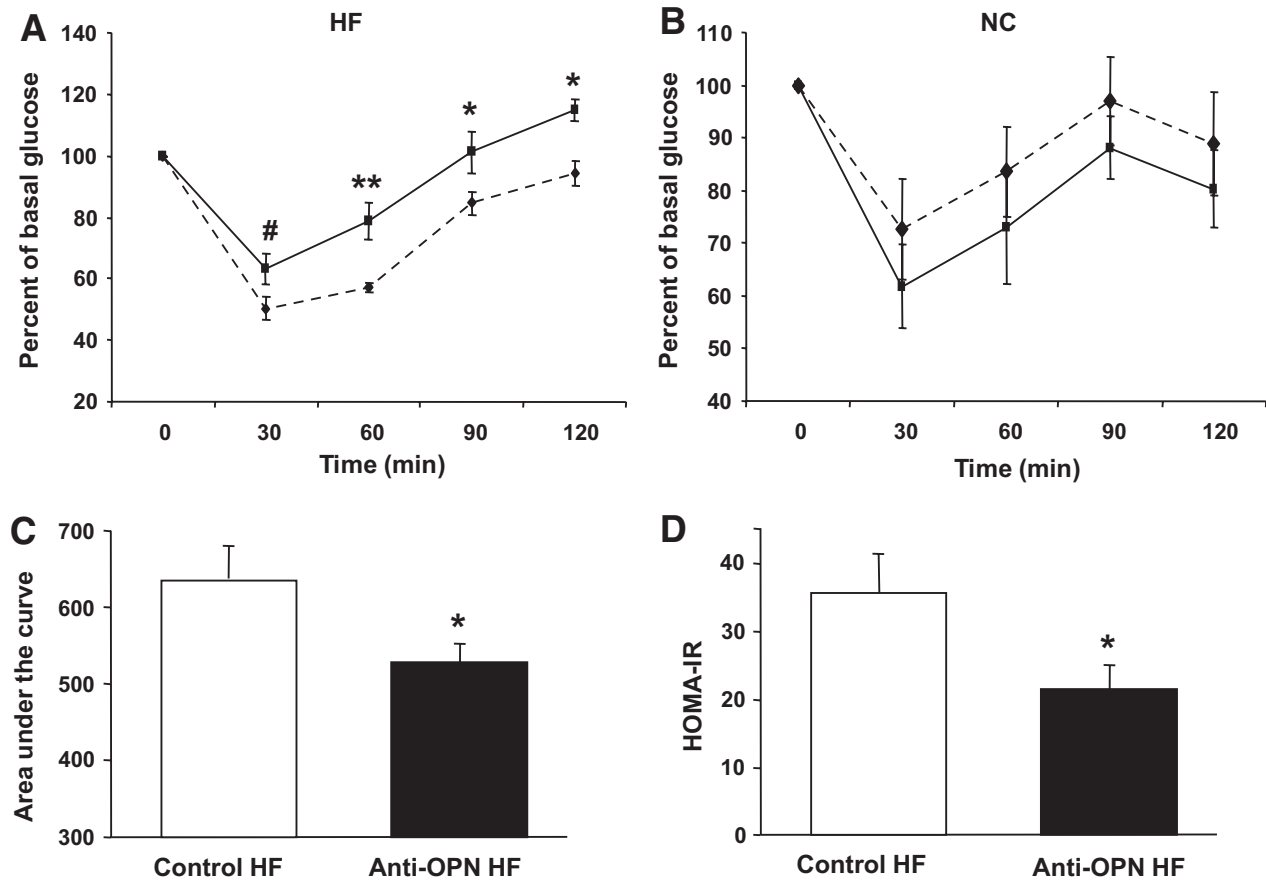 A
HF
140
120
100
80
60
40
20
Percent of basal glucose
#
**
*
*
0 30 60 90 120
Time (min)
B
NC
110
100
90
80
70
60
50
40
Percent of basal glucose
0 30 60 90 120
Time (min)
C
700
600
500
400
300
Area under the curve
*
Control HF Anti-OPN HF
D
40
30
20
10
0
HOMA-IR
*
Control HF Anti-OPN HF